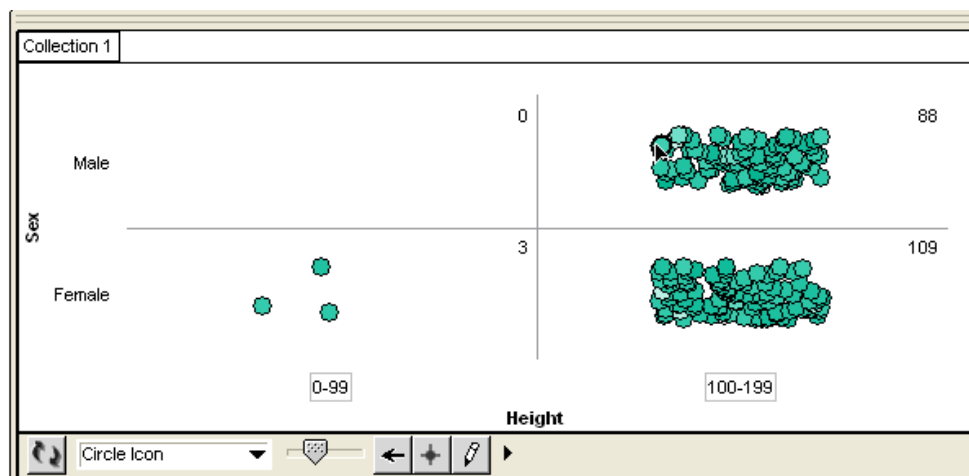 Collection 1
0 88
Male
Sex
3 109
Female
0-99 100-199
Height
Circle Icon